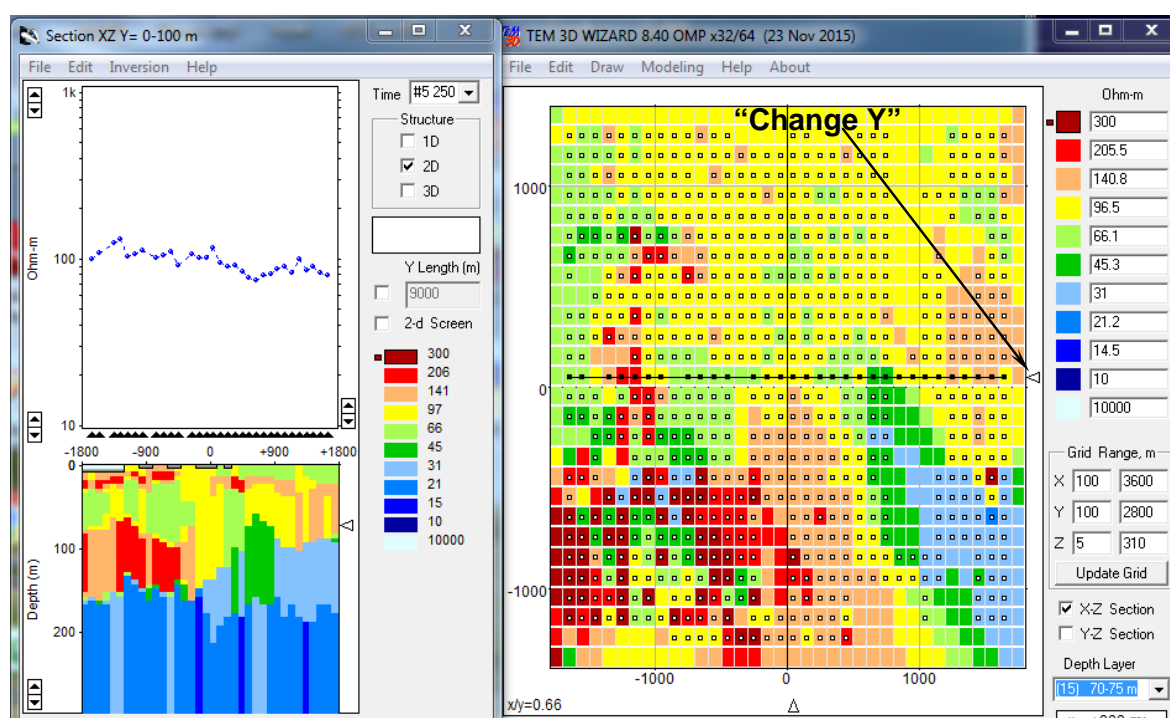 Section XZ Y= 0-100 m
File Edit Inversion Help
1k
100
10
Ohm-m
-1800 -900 0 +900 +1800
0
100
200
Depth (m)
Time #5 250
Structure
1D
2D
3D
Y Length (m)
9000
2-d Screen
300
206
141
97
66
45
31
21
15
10
10000
TEM 3D WIZARD 8.40 OMP x32/64 (23 Nov 2015)
File Edit Draw Modeling Help About
"Change Y"
1000
0
-1000
-1000 0 1000
x/y=0.66
Ohm-m
300
205.5
140.8
96.5
66.1
45.3
31
21.2
14.5
10
10000
Grid Range, m
X 100 3600
Y 100 2800
Z 5 310
Update Grid
X-Z Section
Y-Z Section
Depth Layer
(15) 70-75 m